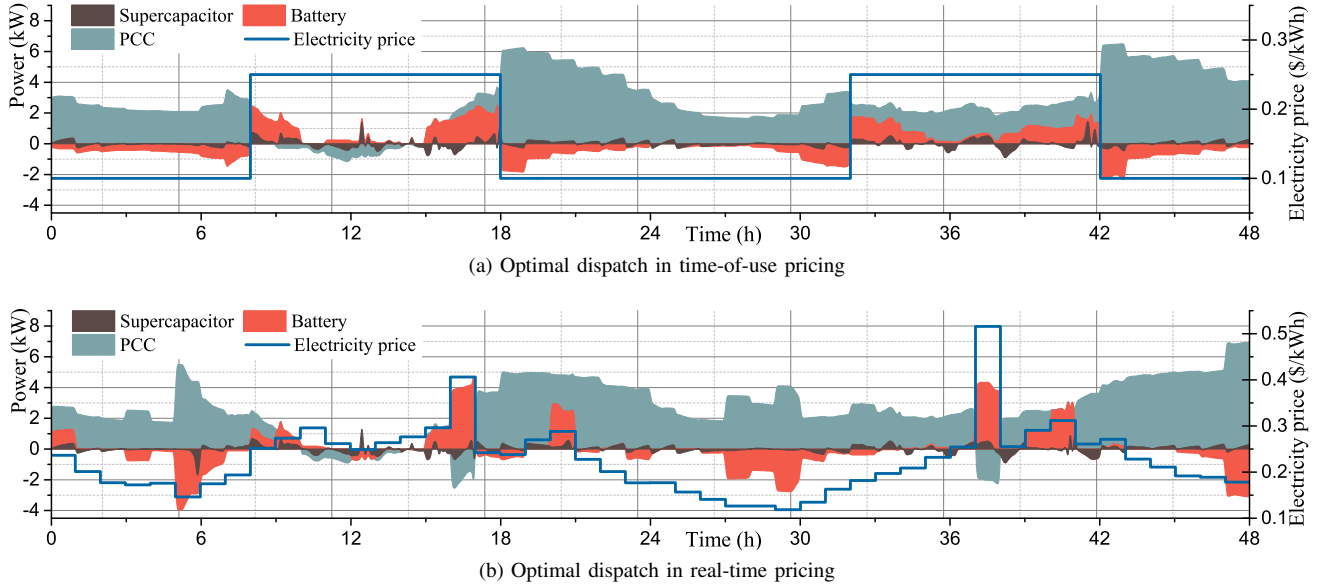 Supercapacitor
Battery
PCC
Electricity price
8
6
4
2
0
-2
-4
Power (kW)
0.3
0.2
0.1
Electricity price ($/kWh)
0
6
12
18
24
30
36
42
48
Time (h)
(a) Optimal dispatch in time-of-use pricing
Supercapacitor
Battery
PCC
Electricity price
8
6
4
2
0
-2
-4
Power (kW)
0.5
0.4
0.3
0.2
0.1
Electricity price ($/kWh)
0
6
12
18
24
30
36
42
48
Time (h)
(b) Optimal dispatch in real-time pricing